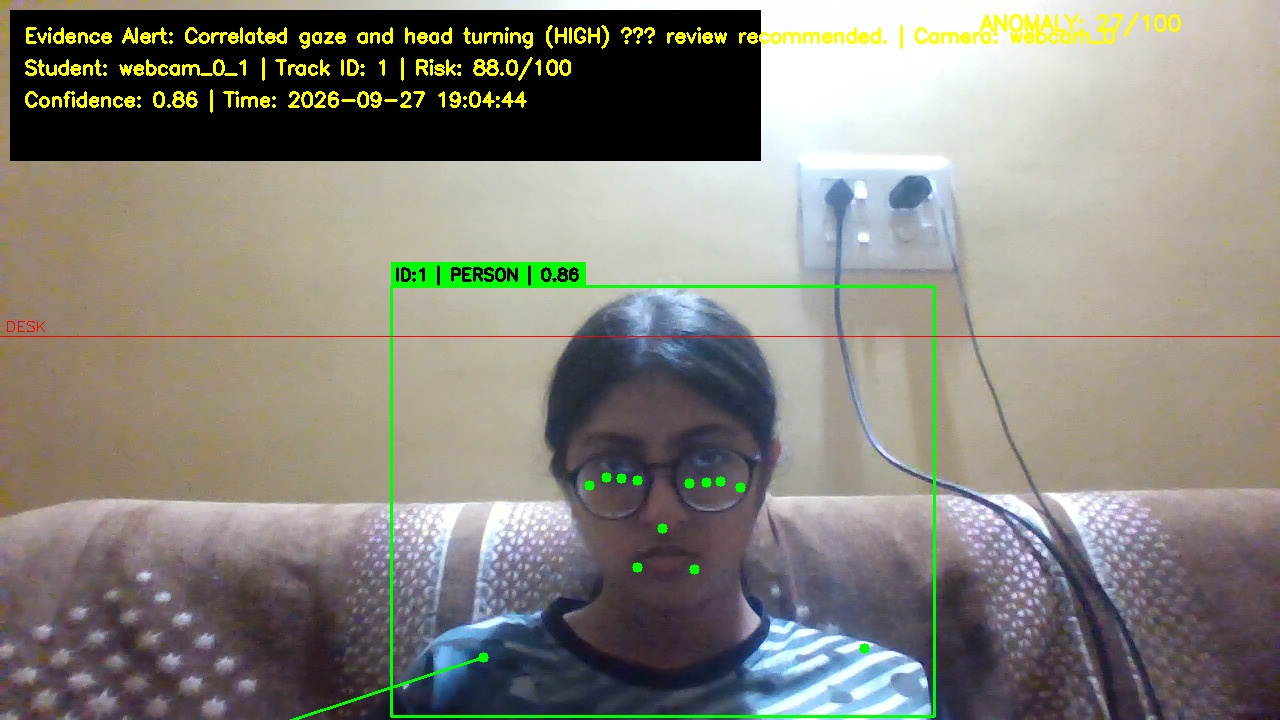 ANOMALY: 27/100
Evidence Alert: Correlated gaze and head turning (HIGH) ??? review recommended. | Camera: webcam_0
Student: webcam_0_1 | Track ID: 1 | Risk: 88.0/100
Confidence: 0.86 | Time: 2026-09-27 19:04:44
ID:1 | PERSON | 0.86
DESK